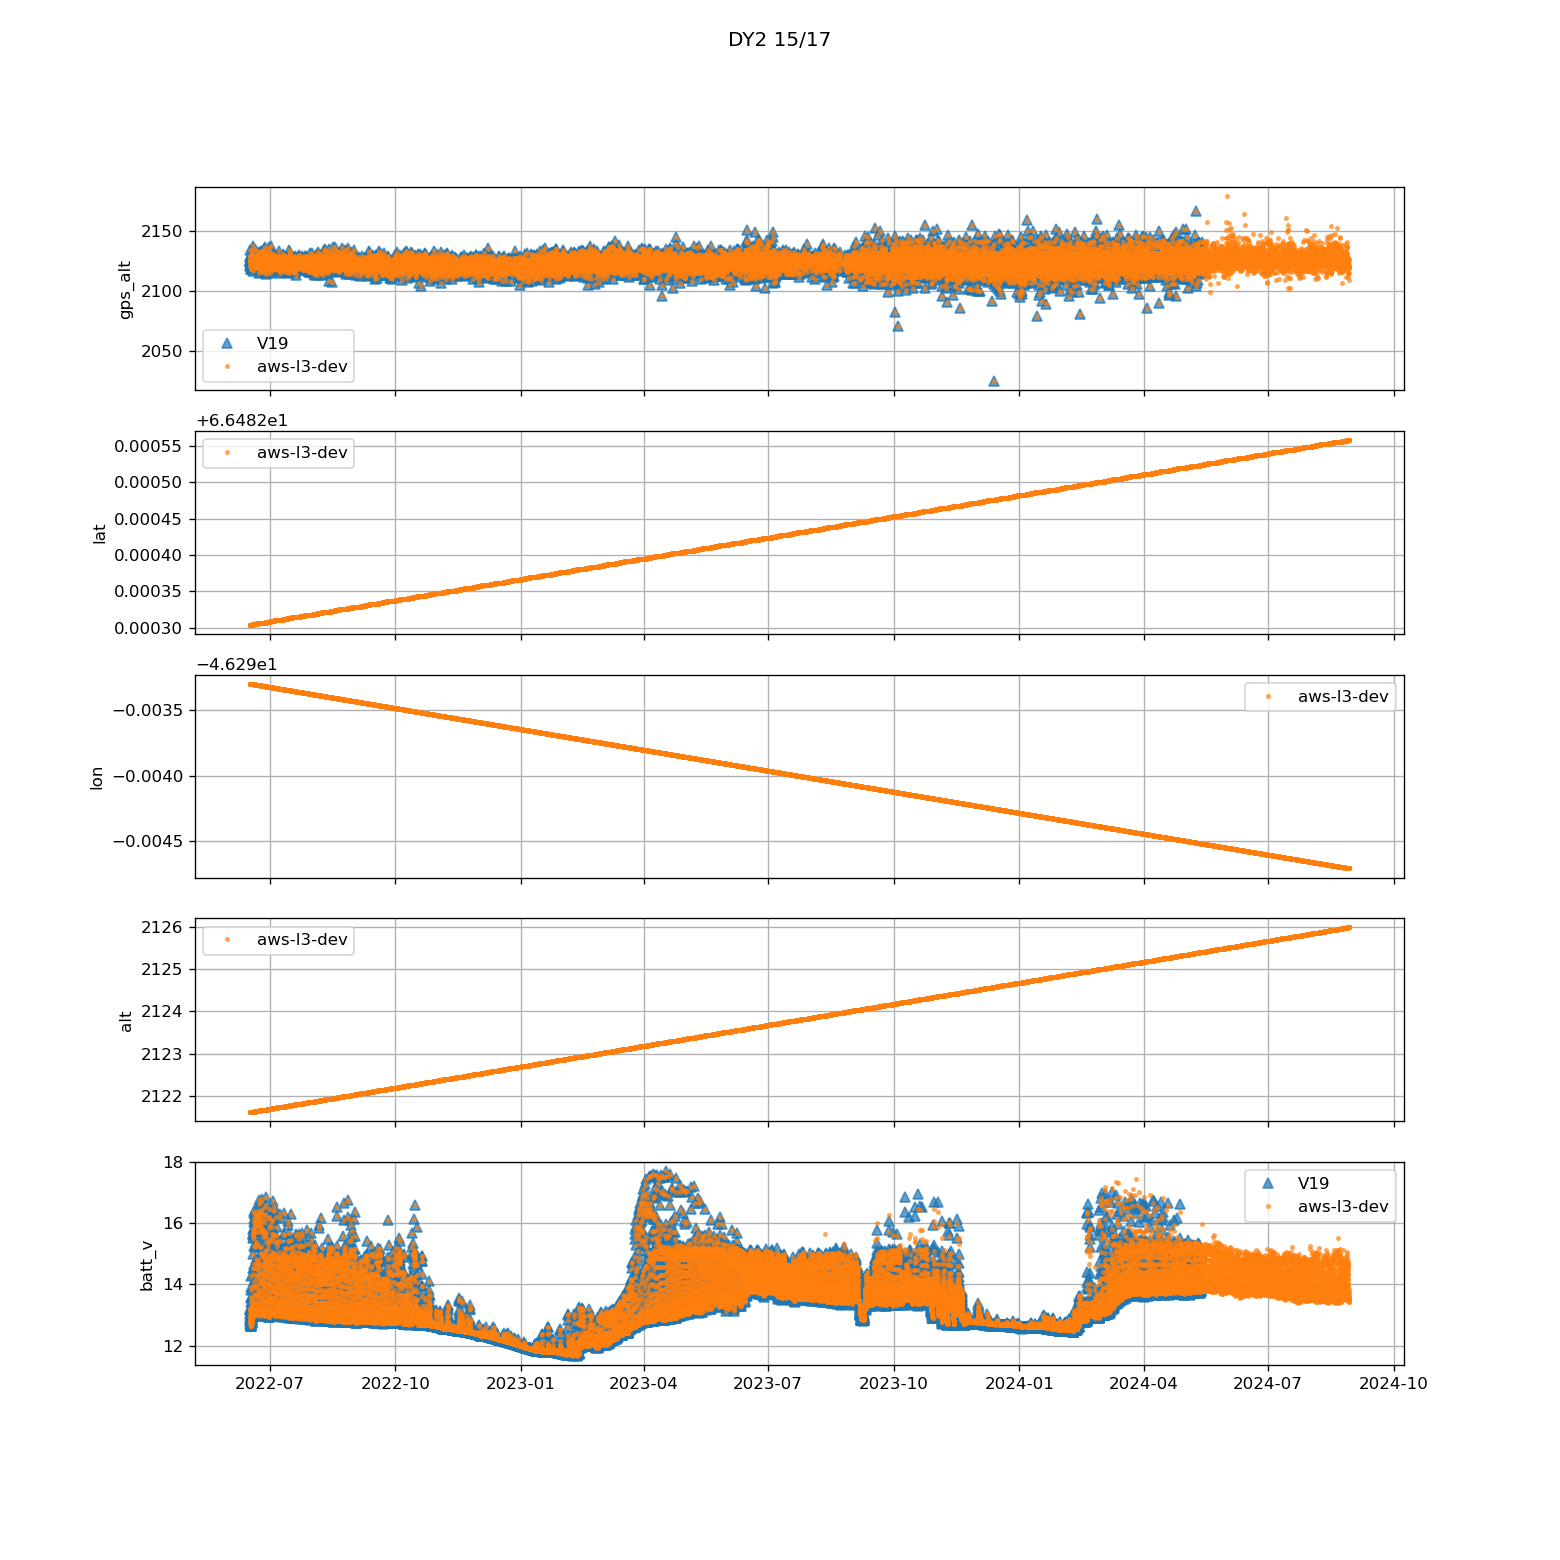 DY2 15/17
2150
2100
2050
gps_alt
V19
aws-l3-dev
+6.6482e1
0.00055
0.00050
0.00045
0.00040
0.00035
0.00030
lat
aws-l3-dev
−4.629e1
−0.0035
−0.0040
−0.0045
lon
aws-l3-dev
2126
2125
2124
2123
2122
alt
aws-l3-dev
18
16
14
12
batt_v
V19
aws-l3-dev
2022-07 2022-10 2023-01 2023-04 2023-07 2023-10 2024-01 2024-04 2024-07 2024-10